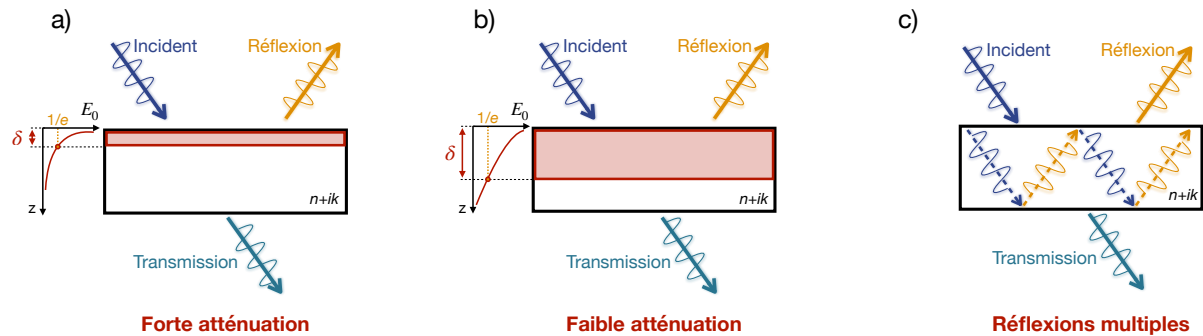 a)
Incident
Réflexion
1/e
E0
δ
z
n+ik
Transmission
Forte atténuation
b)
Incident
Réflexion
1/e
E0
δ
z
n+ik
Transmission
Faible atténuation
c)
Incident
Réflexion
n+ik
Transmission
Réflexions multiples